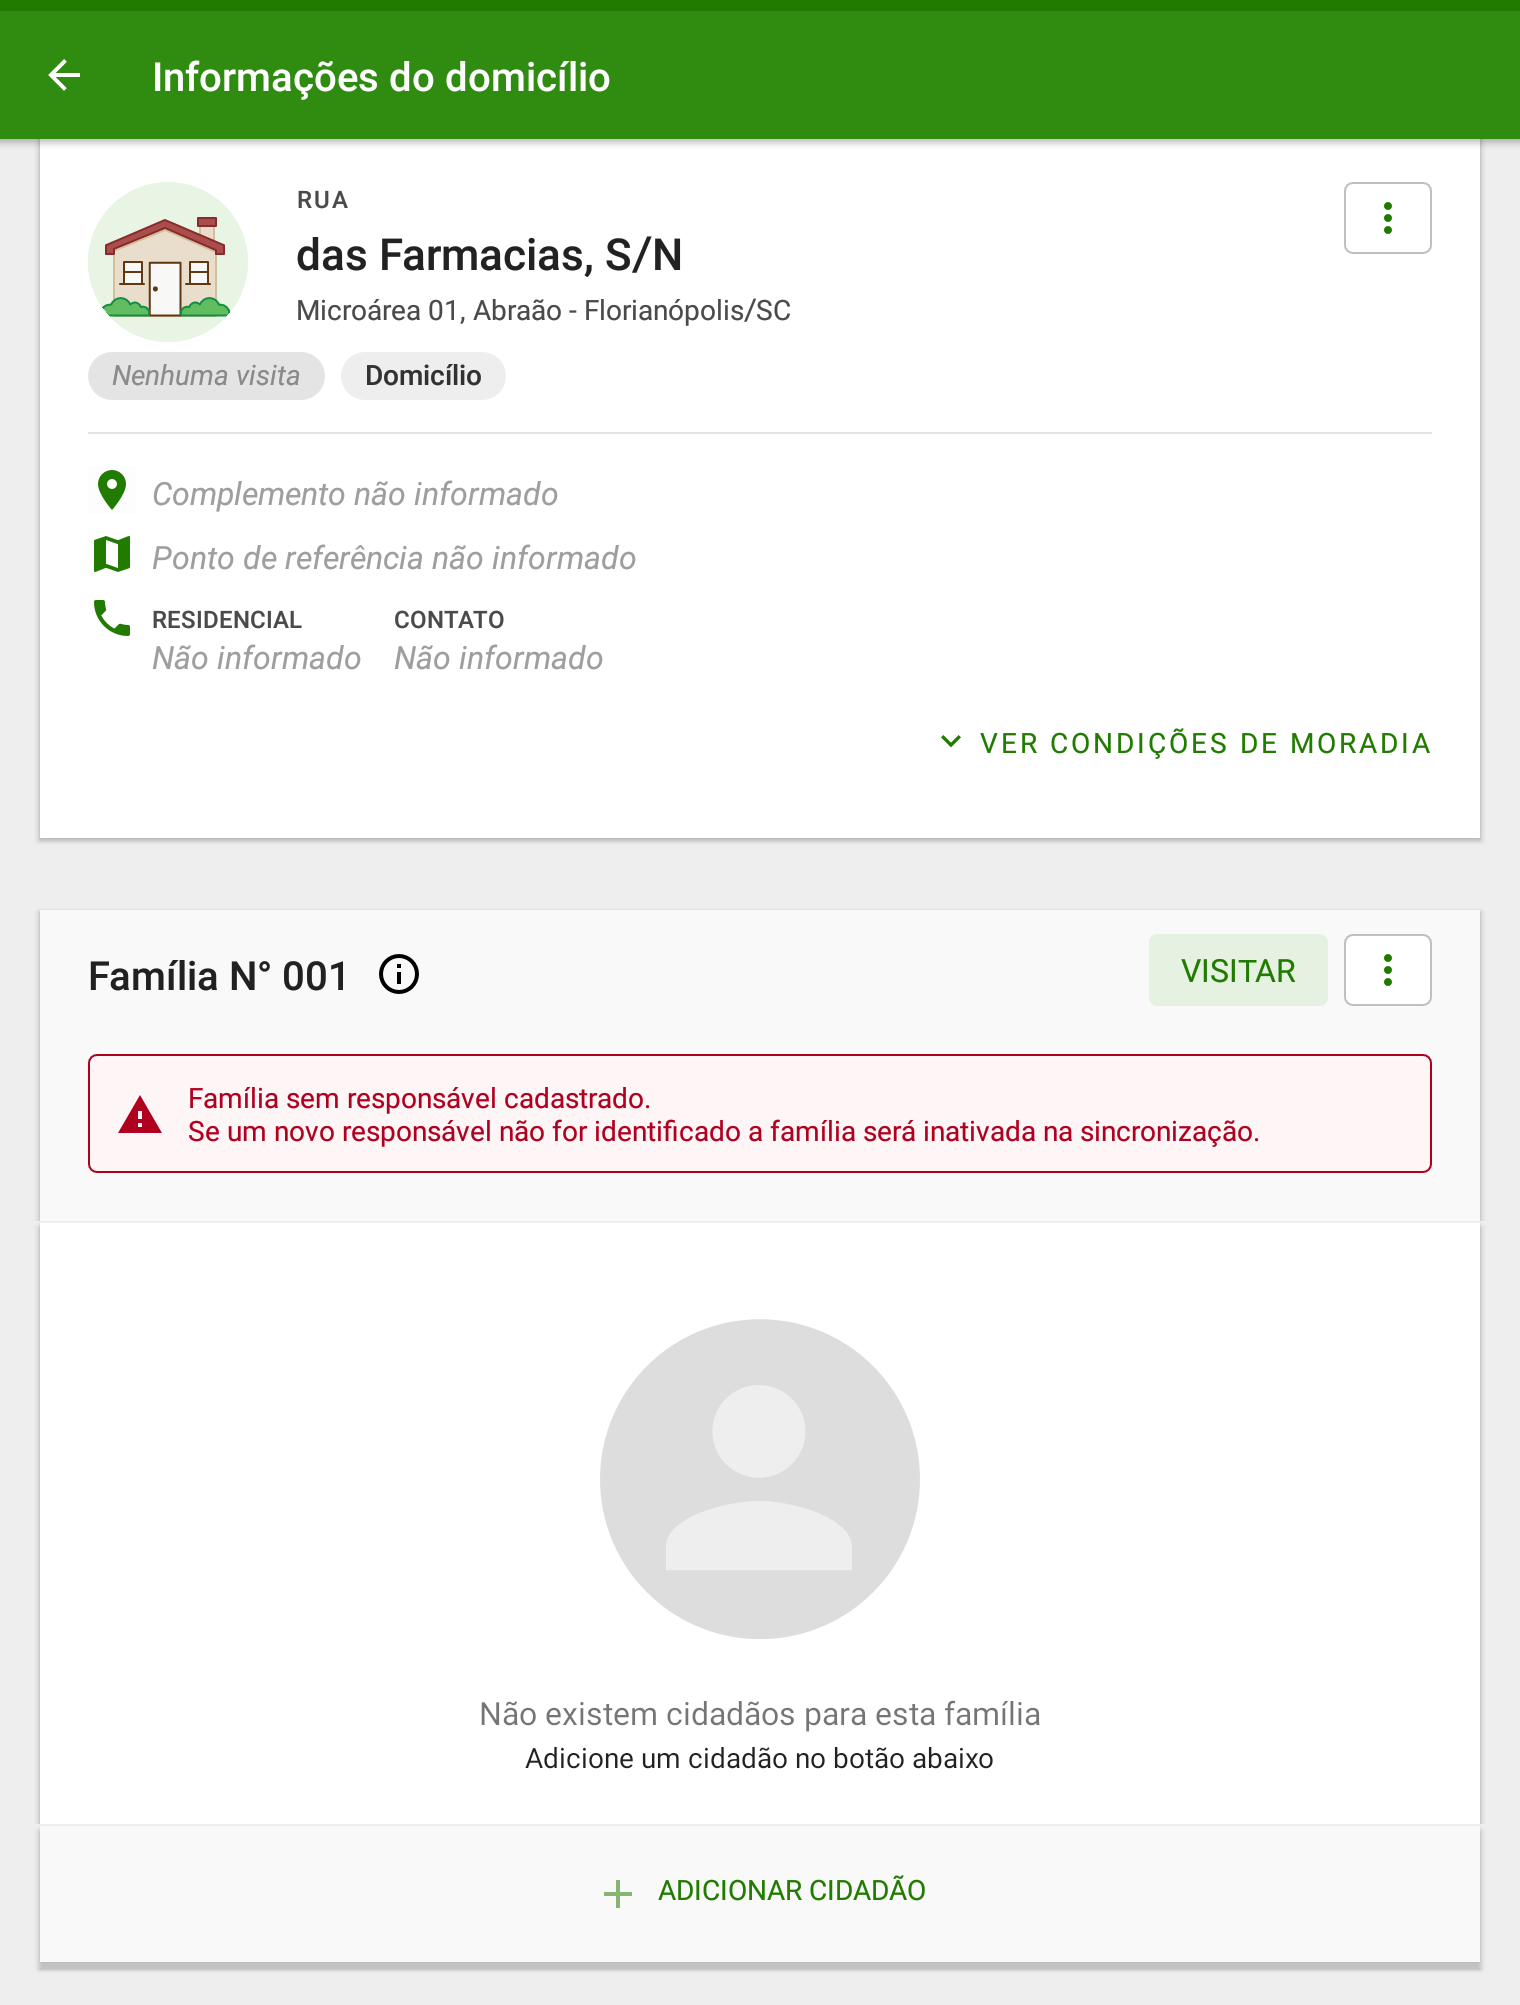 Informações do domicílio
RUA
das Farmacias, S/N
Microárea 01, Abraão - Florianópolis/SC
Nenhuma visita
Domicílio
Complemento não informado
Ponto de referência não informado
RESIDENCIAL
Não informado
CONTATO
Não informado
VER CONDIÇÕES DE MORADIA
Família N° 001
VISITAR
Família sem responsável cadastrado.
Se um novo responsável não for identificado a família será inativada na sincronização.
Não existem cidadãos para esta família
Adicione um cidadão no botão abaixo
ADICIONAR CIDADÃO